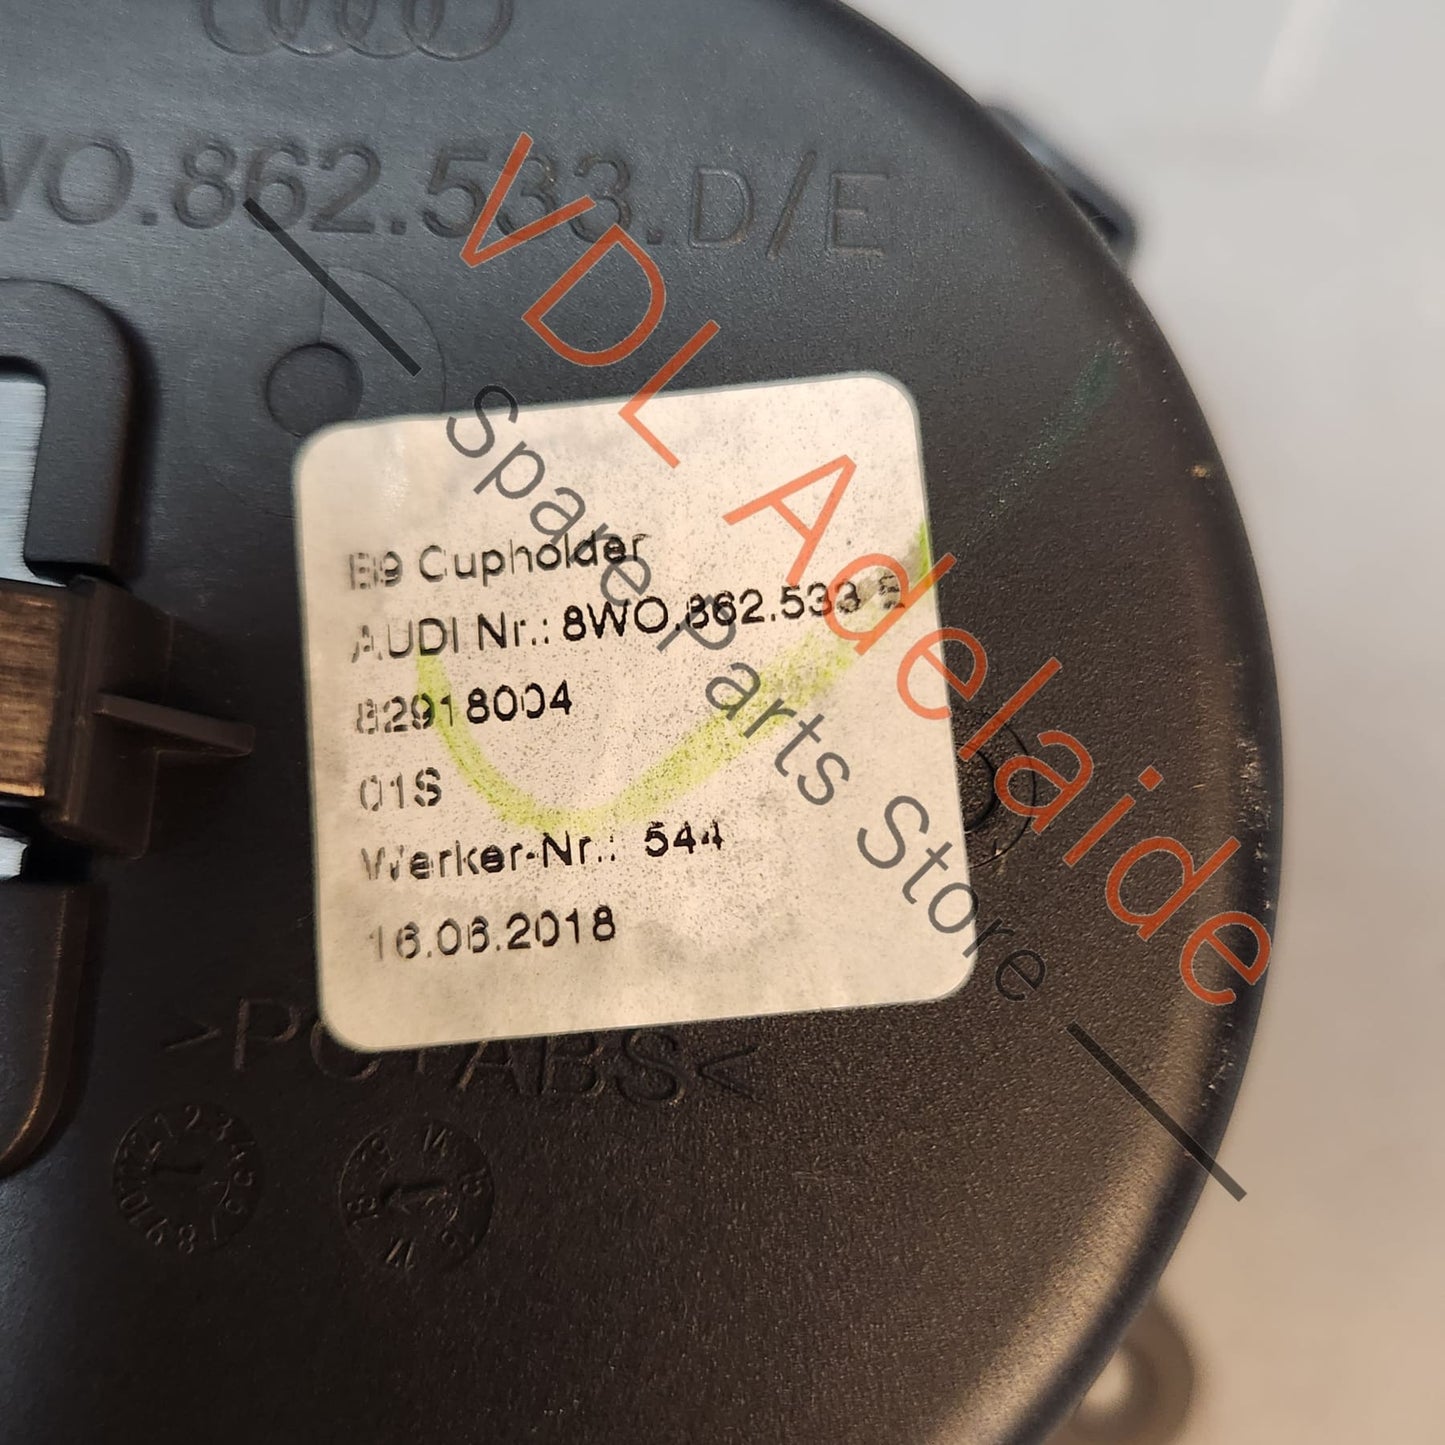 WO.862.533.D/E
VDL Adelaide
Spare Parts Store
B9 Cupholder
AUDI Nr.: 8WO.862.533 E
82918004
01S
Werker-Nr.: 544
16.06.2018
>PC+ABS<